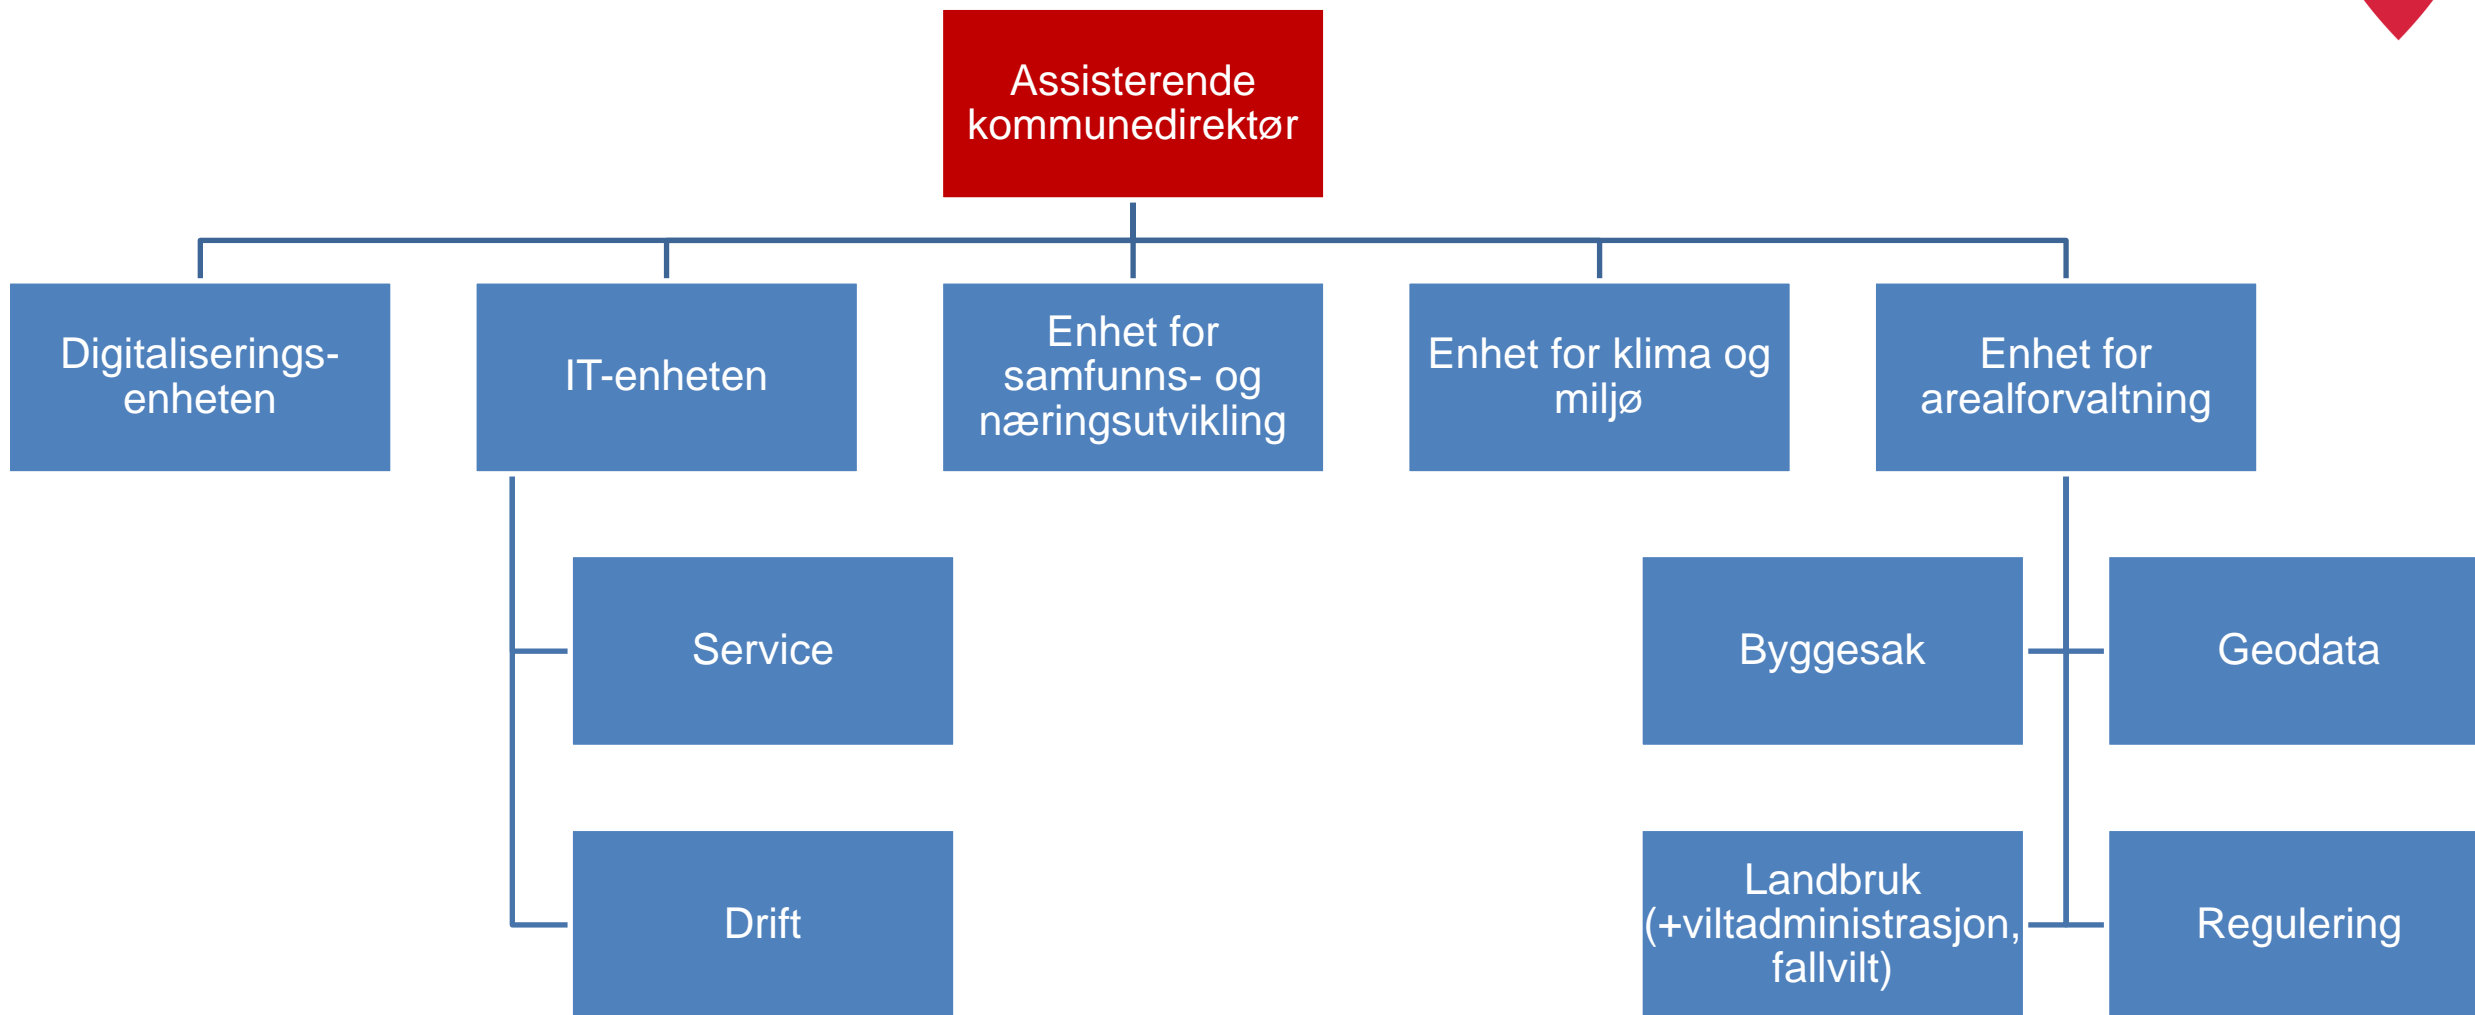 Assisterende
kommunedirektør
Digitaliserings-
enheten
IT-enheten
Enhet for
samfunns- og
næringsutvikling
Enhet for klima og
miljø
Enhet for
arealforvaltning
Service
Byggesak
Geodata
Drift
Landbruk
(+viltadministrasjon,
fallvilt)
Regulering